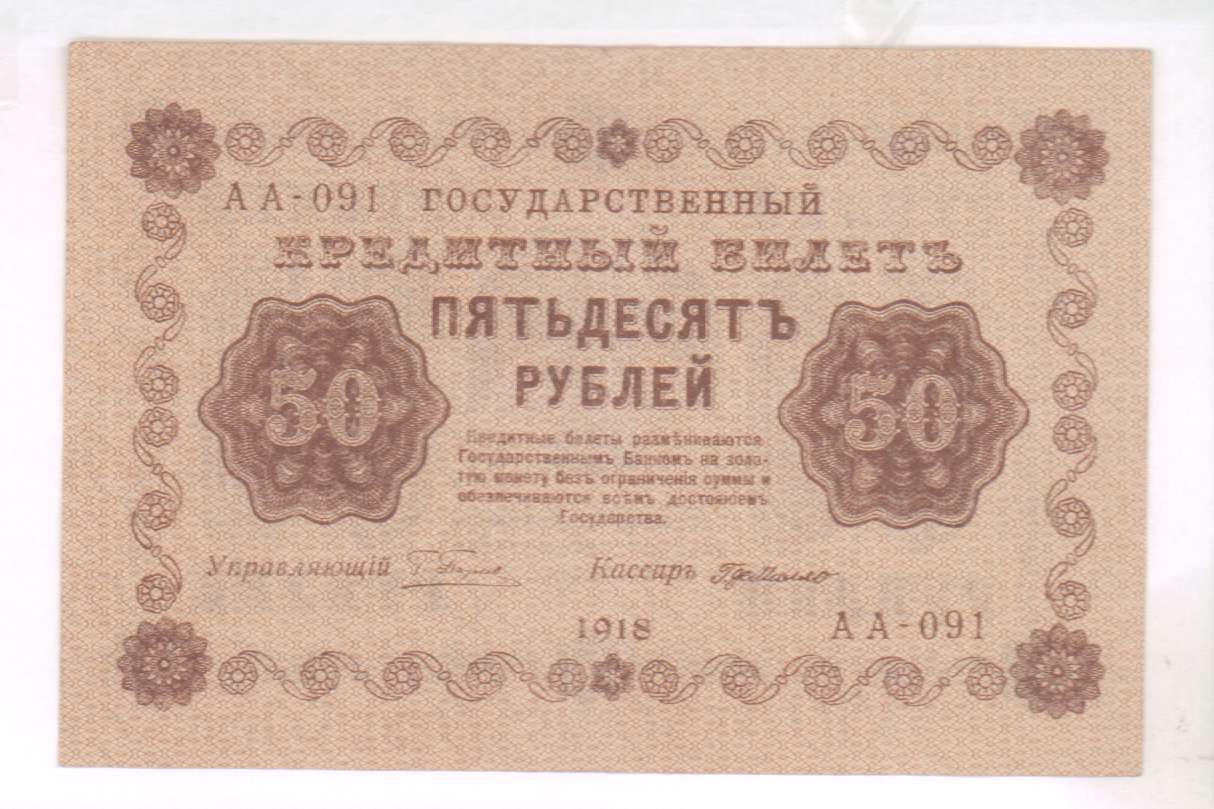 АА-091 ГОСУДАРСТВЕННЫЙ
КРЕДИТНЫЙ БИЛЕТЪ
ПЯТЬДЕСЯТЪ
РУБЛЕЙ
50 50
Кредитные билеты размѣниваются
Государственнымъ Банкомъ на золо-
тую монету безъ ограниченія суммы и
обезпечиваются всѣмъ достояніемъ
Государства.
Управляющій Кассиръ
1918 АА-091